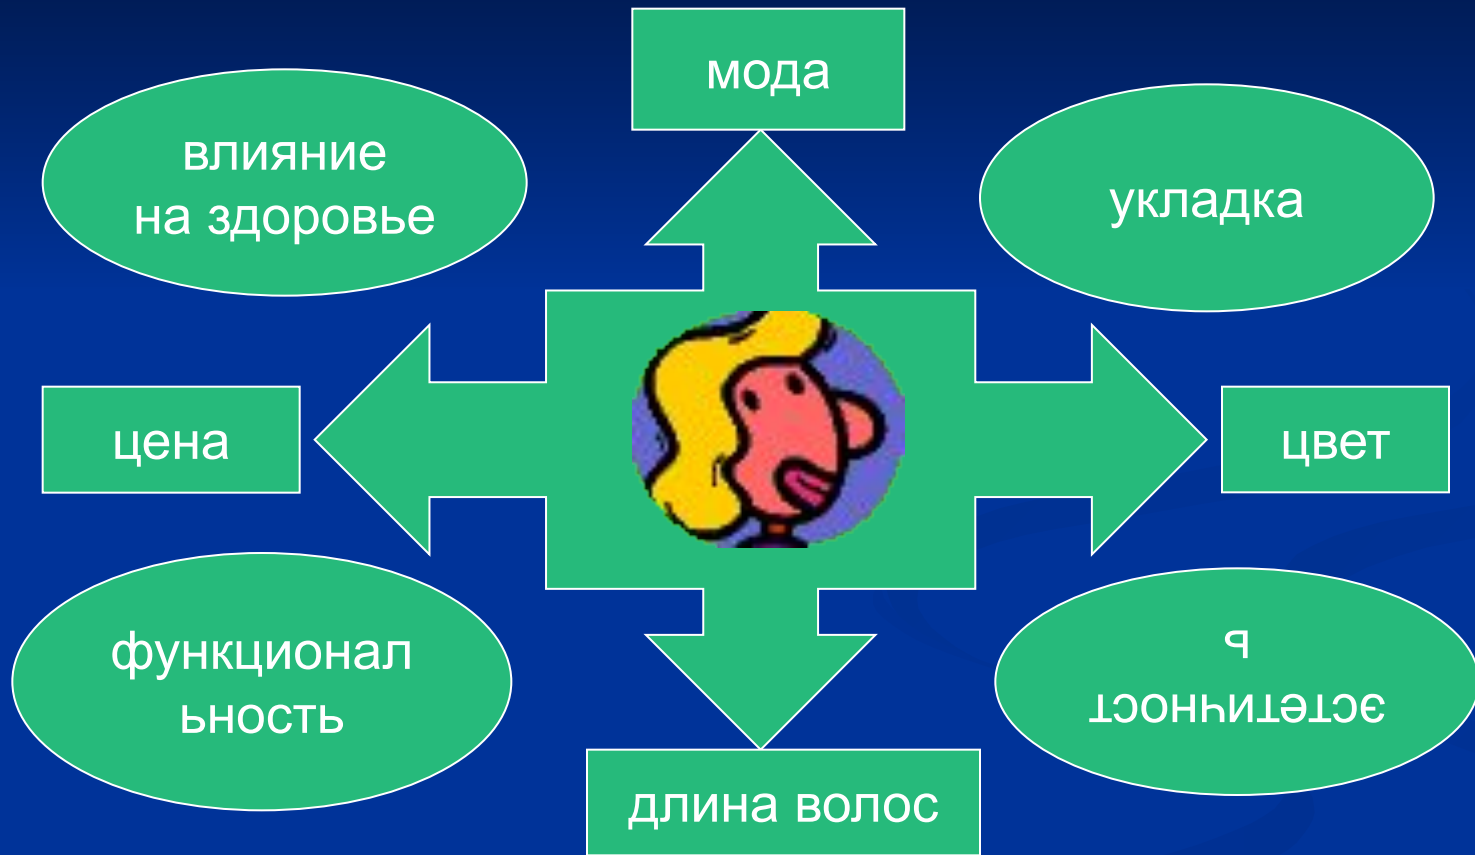 мода
влияние
на здоровье
укладка
цена
цвет
функционал
ьность
эстетичност
ь
длина волос